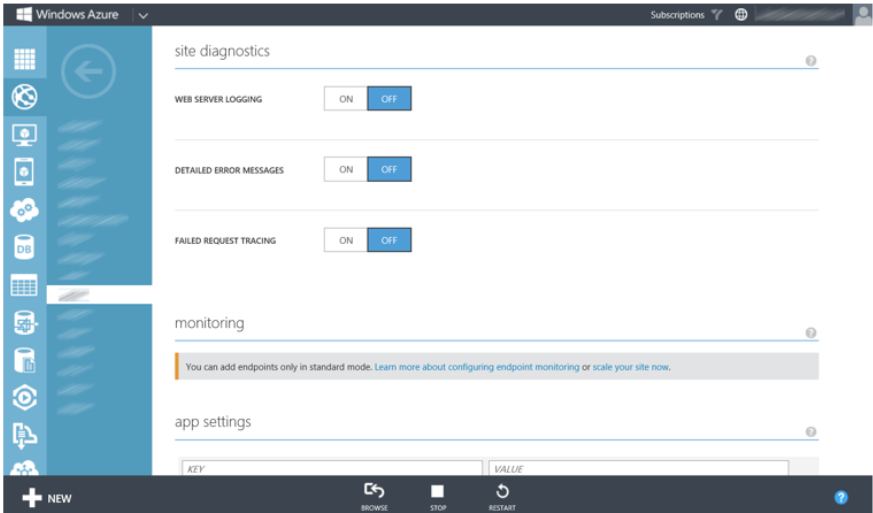 Windows Azure
Subscriptions
site diagnostics
WEB SERVER LOGGING ON OFF
DETAILED ERROR MESSAGES ON OFF
FAILED REQUEST TRACING ON OFF
monitoring
You can add endpoints only in standard mode. Learn more about configuring endpoint monitoring or scale your site now.
app settings
KEY VALUE
DB
NEW
BROWSE STOP RESTART